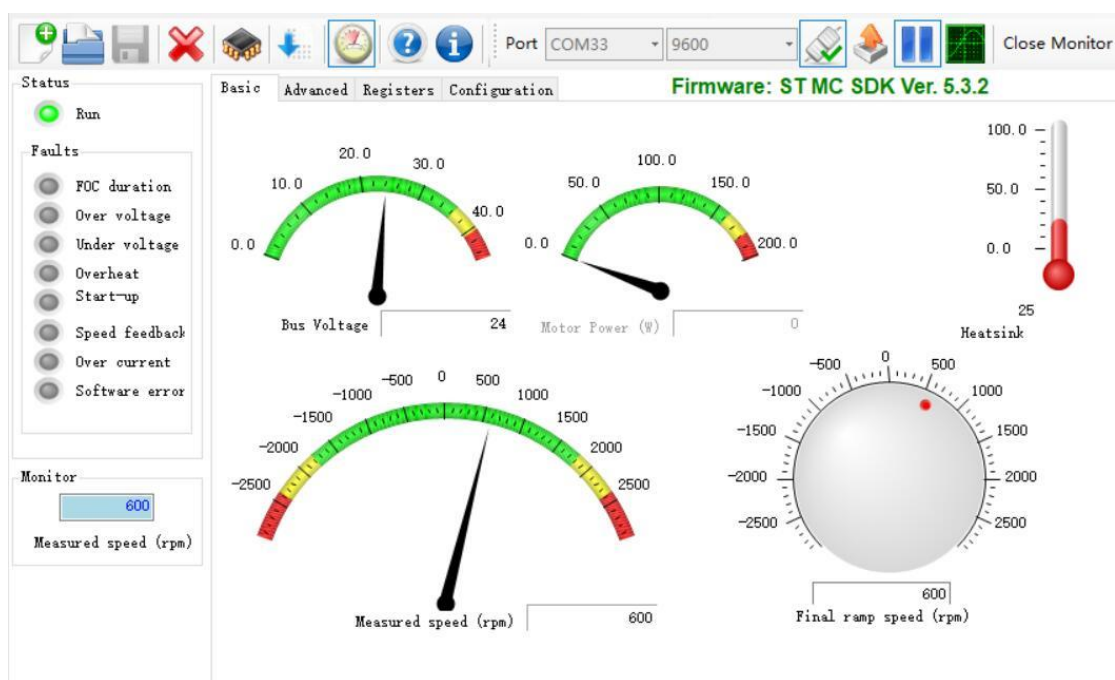 Port COM33 9600 Close Monitor
Status
Run
Faults
FOC duration
Over voltage
Under voltage
Overheat
Start-up
Speed feedback
Over current
Software error
Monitor
600
Measured speed (rpm)
Basic Advanced Registers Configuration
Firmware: ST MC SDK Ver. 5.3.2
0.0 10.0 20.0 30.0 40.0
Bus Voltage 24
0.0 50.0 100.0 150.0 200.0
Motor Power (W) 0
100.0
50.0
0.0
25
Heatsink
-2500 -2000 -1500 -1000 -500 0 500 1000 1500 2000 2500
Measured speed (rpm) 600
-2500 -2000 -1500 -1000 -500 0 500 1000 1500 2000 2500
600
Final ramp speed (rpm)